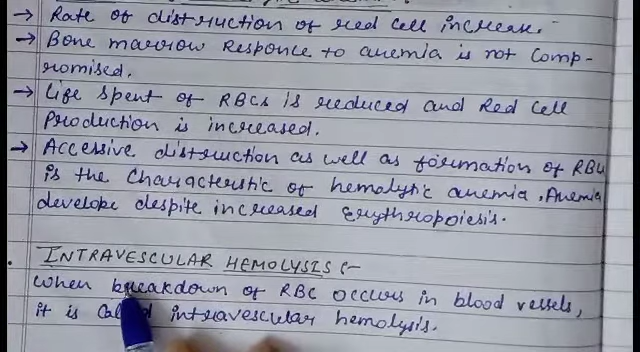 → Rate of distruction of red cell increase.
→ Bone marrow Responce to anemia is not Comp-
romised.
→ Life Spent of RBCs is reduced and Red Cell
Production is increased.
→ Accessive distruction as well as formation of RBCs
is the Characterstic of hemolytic anemia. Anemia
develope despite increased Erythropoiesis.
INTRAVESCULAR HEMOLYSIS :-
When breakdown of RBC occurs in blood vessels,
it is intravescular hemolysis.